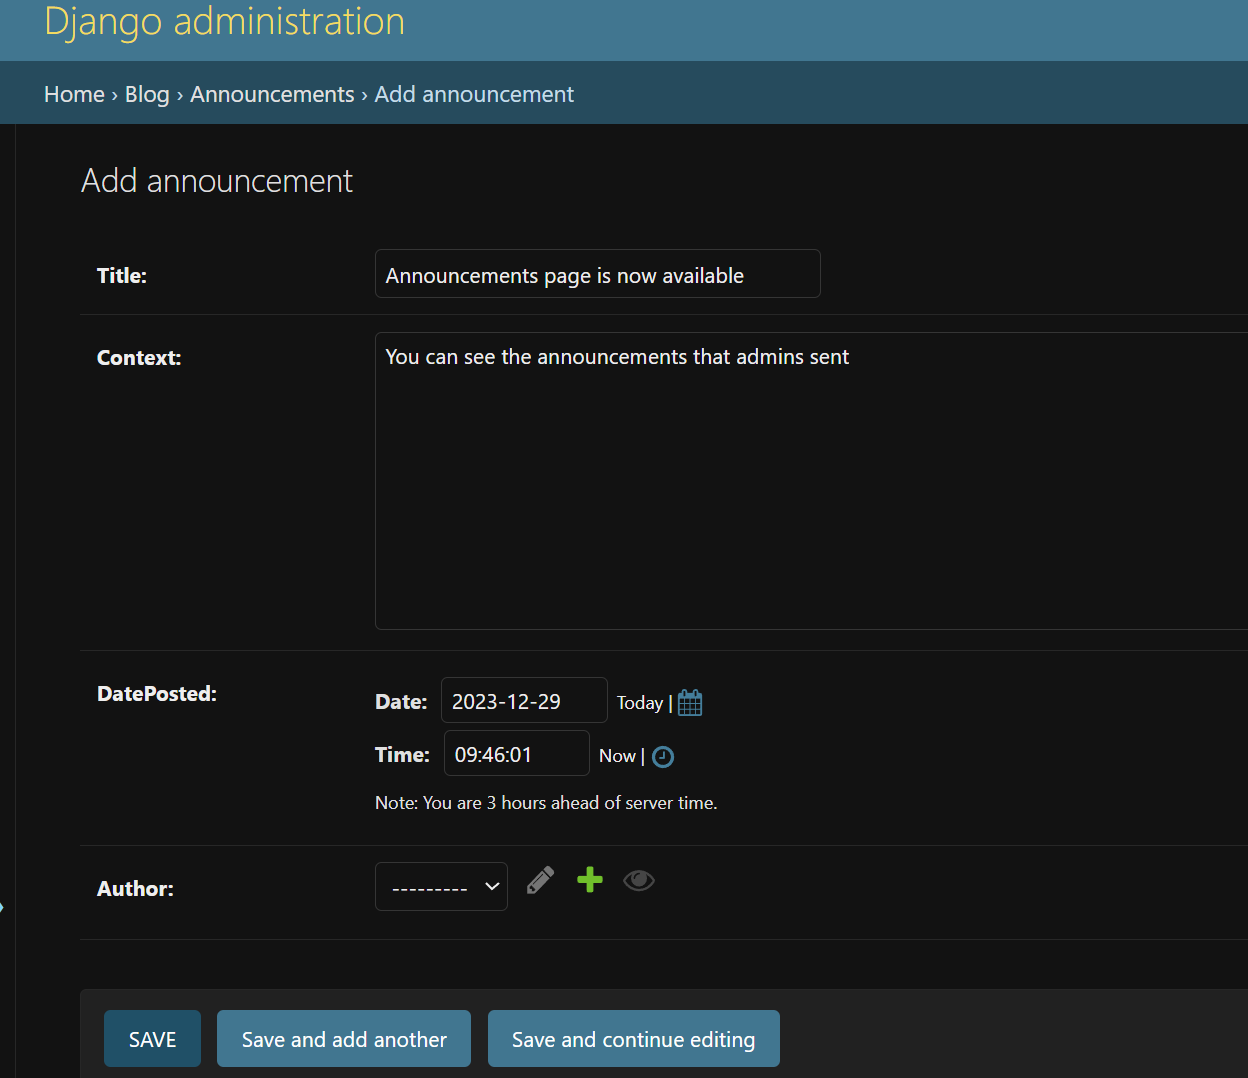 Django administration
Home › Blog › Announcements › Add announcement
Add announcement
Title: Announcements page is now available
Context: You can see the announcements that admins sent
DatePosted: Date: 2023-12-29 Today |
Time: 09:46:01 Now |
Note: You are 3 hours ahead of server time.
Author: ---------
SAVE Save and add another Save and continue editing